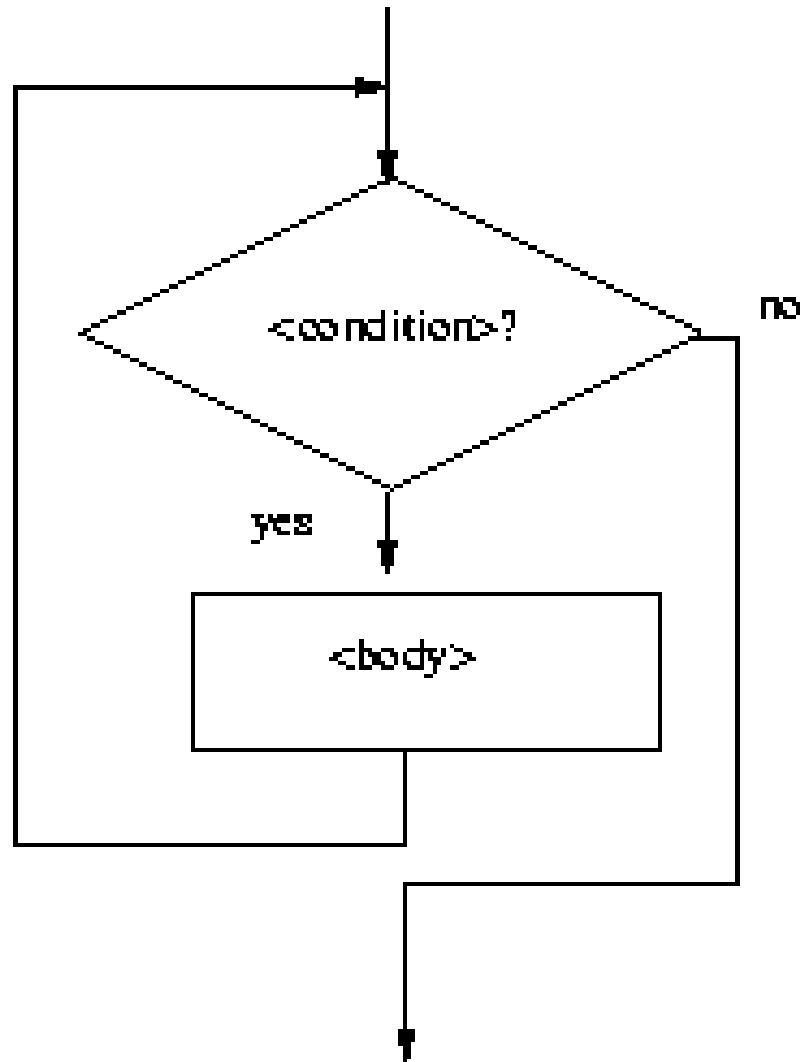 no
<condition>?
yes
<body>